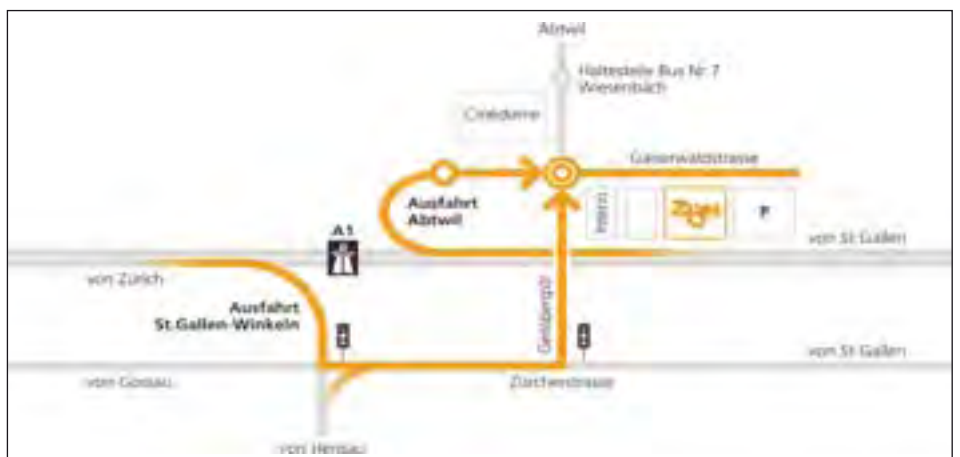 Abtwil
Haltestelle Bus Nr. 7
Wiesenbach
Cinédome
Gaiserwaldstrasse
Ausfahrt
Abtwil
P
A1
von St.Gallen
von Zürich
Ausfahrt
St.Gallen-Winkeln
von St.Gallen
von Gossau
Zürcherstrasse
von Herisau